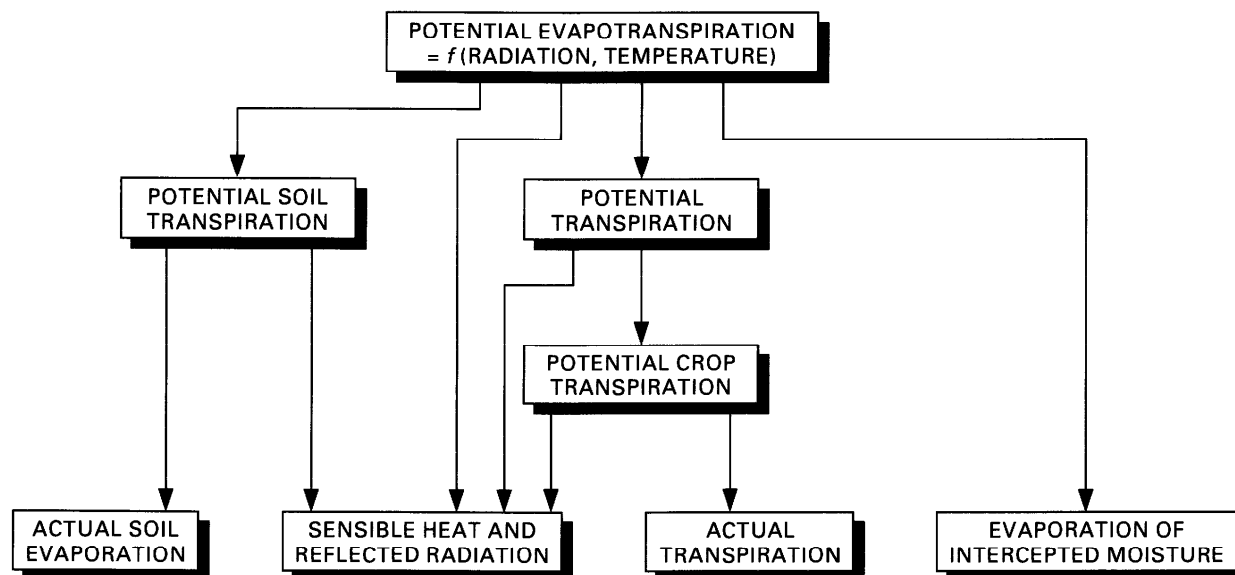 POTENTIAL EVAPOTRANSPIRATION
= f (RADIATION, TEMPERATURE)
POTENTIAL SOIL
TRANSPIRATION
POTENTIAL
TRANSPIRATION
POTENTIAL CROP
TRANSPIRATION
ACTUAL SOIL
EVAPORATION
SENSIBLE HEAT AND
REFLECTED RADIATION
ACTUAL
TRANSPIRATION
EVAPORATION OF
INTERCEPTED MOISTURE